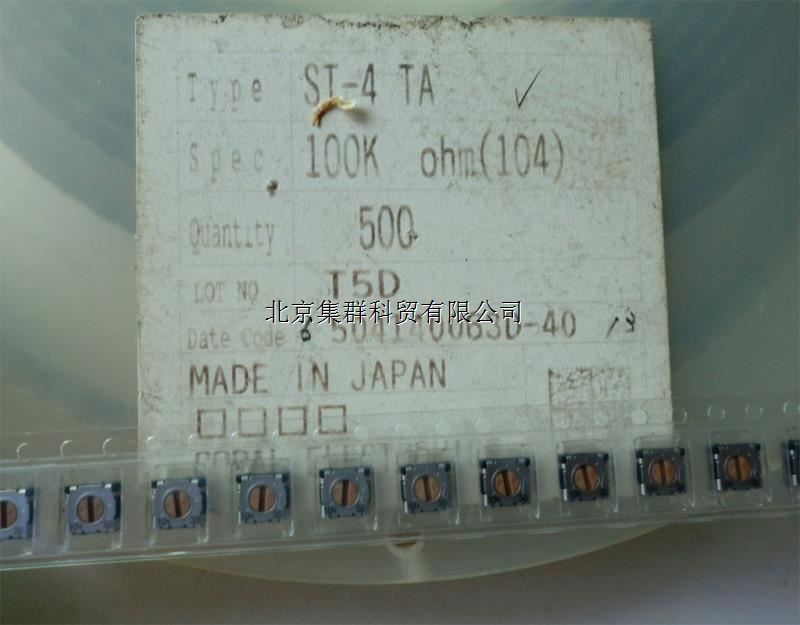 Type ST-4 TA ✓
Spec. 100K ohm(104)
Quantity 500
LOT NO T5D
北京集群科贸有限公司
Date Code
MADE IN JAPAN
□□□□